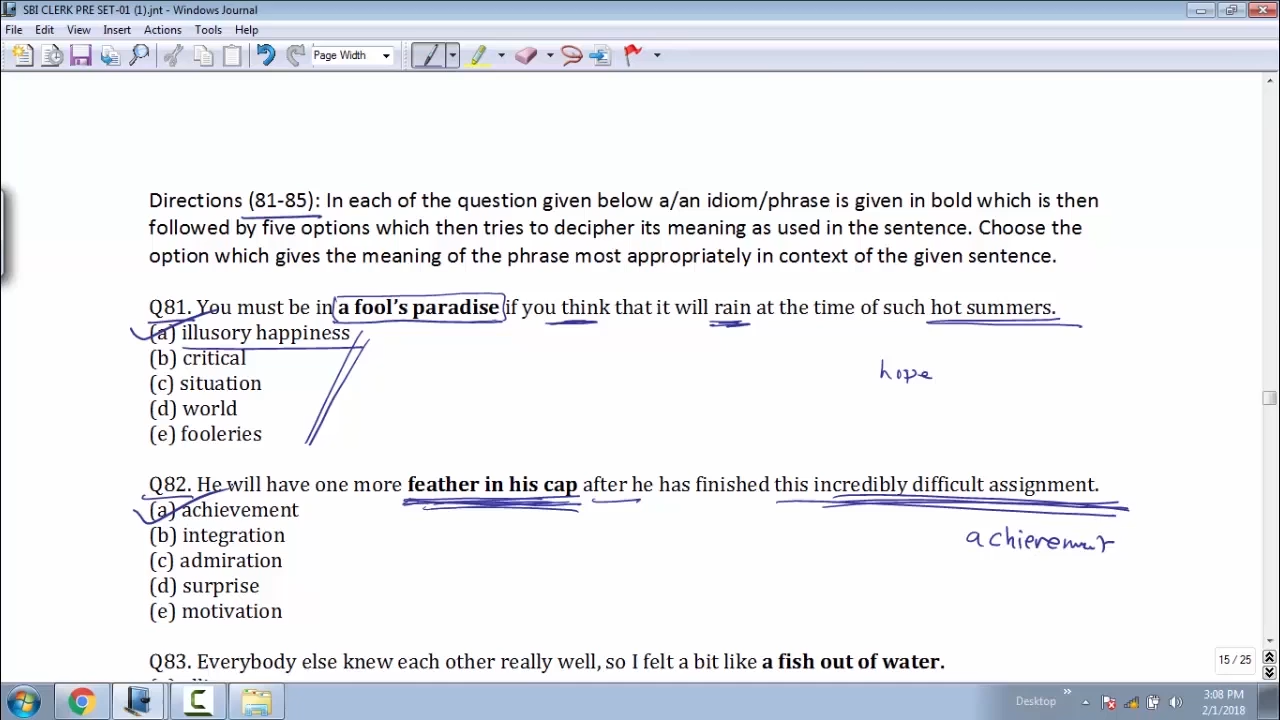 SBI CLERK PRE SET-01 (1).jnt - Windows Journal
File Edit View Insert Actions Tools Help
Page Width
Directions (81-85): In each of the question given below a/an idiom/phrase is given in bold which is then
followed by five options which then tries to decipher its meaning as used in the sentence. Choose the
option which gives the meaning of the phrase most appropriately in context of the given sentence.
Q81. You must be in a fool's paradise if you think that it will rain at the time of such hot summers.
(a) illusory happiness
(b) critical
hope
(c) situation
(d) world
(e) fooleries
Q82. He will have one more feather in his cap after he has finished this incredibly difficult assignment.
(a) achievement
(b) integration
achievement
(c) admiration
(d) surprise
(e) motivation
Q83. Everybody else knew each other really well, so I felt a bit like a fish out of water.
15 / 25
Desktop
3:08 PM
2/1/2018